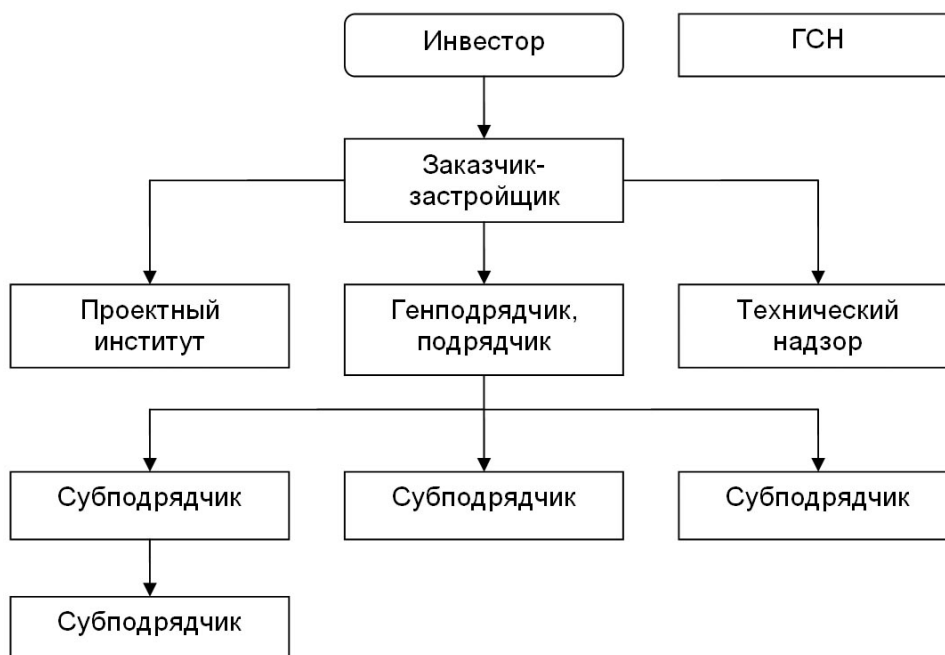 Инвестор
ГСН
Заказчик-
застройщик
Проектный
институт
Генподрядчик,
подрядчик
Технический
надзор
Субподрядчик
Субподрядчик
Субподрядчик
Субподрядчик